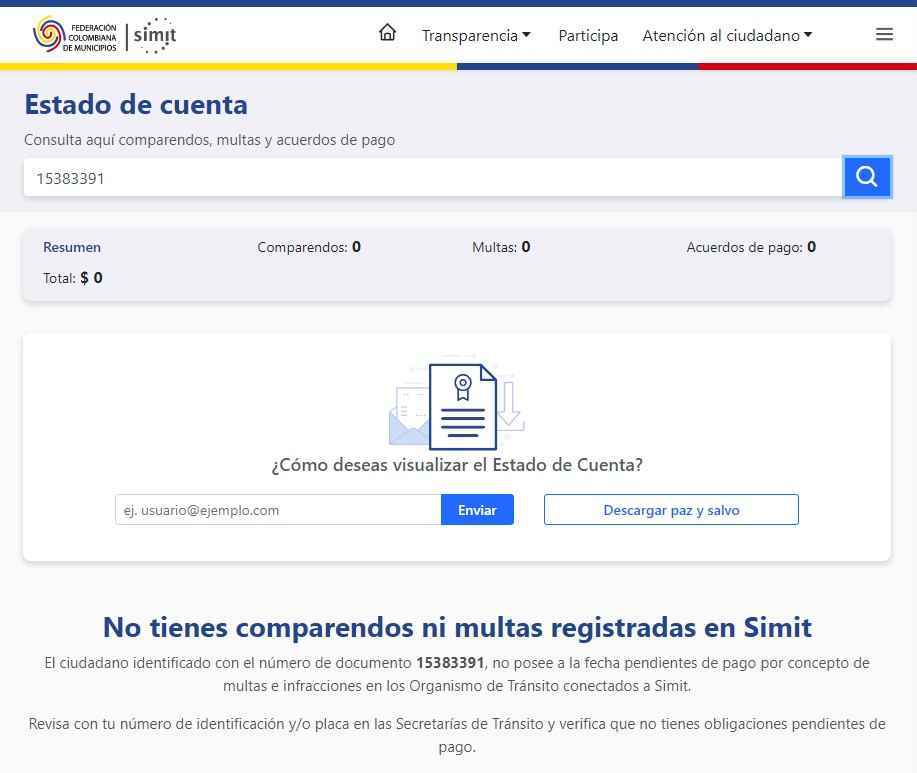 FEDERACIÓN
COLOMBIANA
DE MUNICIPIOS
simit
Transparencia
Participa
Atención al ciudadano
Estado de cuenta
Consulta aquí comparendos, multas y acuerdos de pago
15383391
Resumen
Comparendos: 0
Multas: 0
Acuerdos de pago: 0
Total: $ 0
¿Cómo deseas visualizar el Estado de Cuenta?
ej. usuario@ejemplo.com
Enviar
Descargar paz y salvo
No tienes comparendos ni multas registradas en Simit
El ciudadano identificado con el número de documento 15383391, no posee a la fecha pendientes de pago por concepto de
multas e infracciones en los Organismo de Tránsito conectados a Simit.
Revisa con tu número de identificación y/o placa en las Secretarías de Tránsito y verifica que no tienes obligaciones pendientes de
pago.